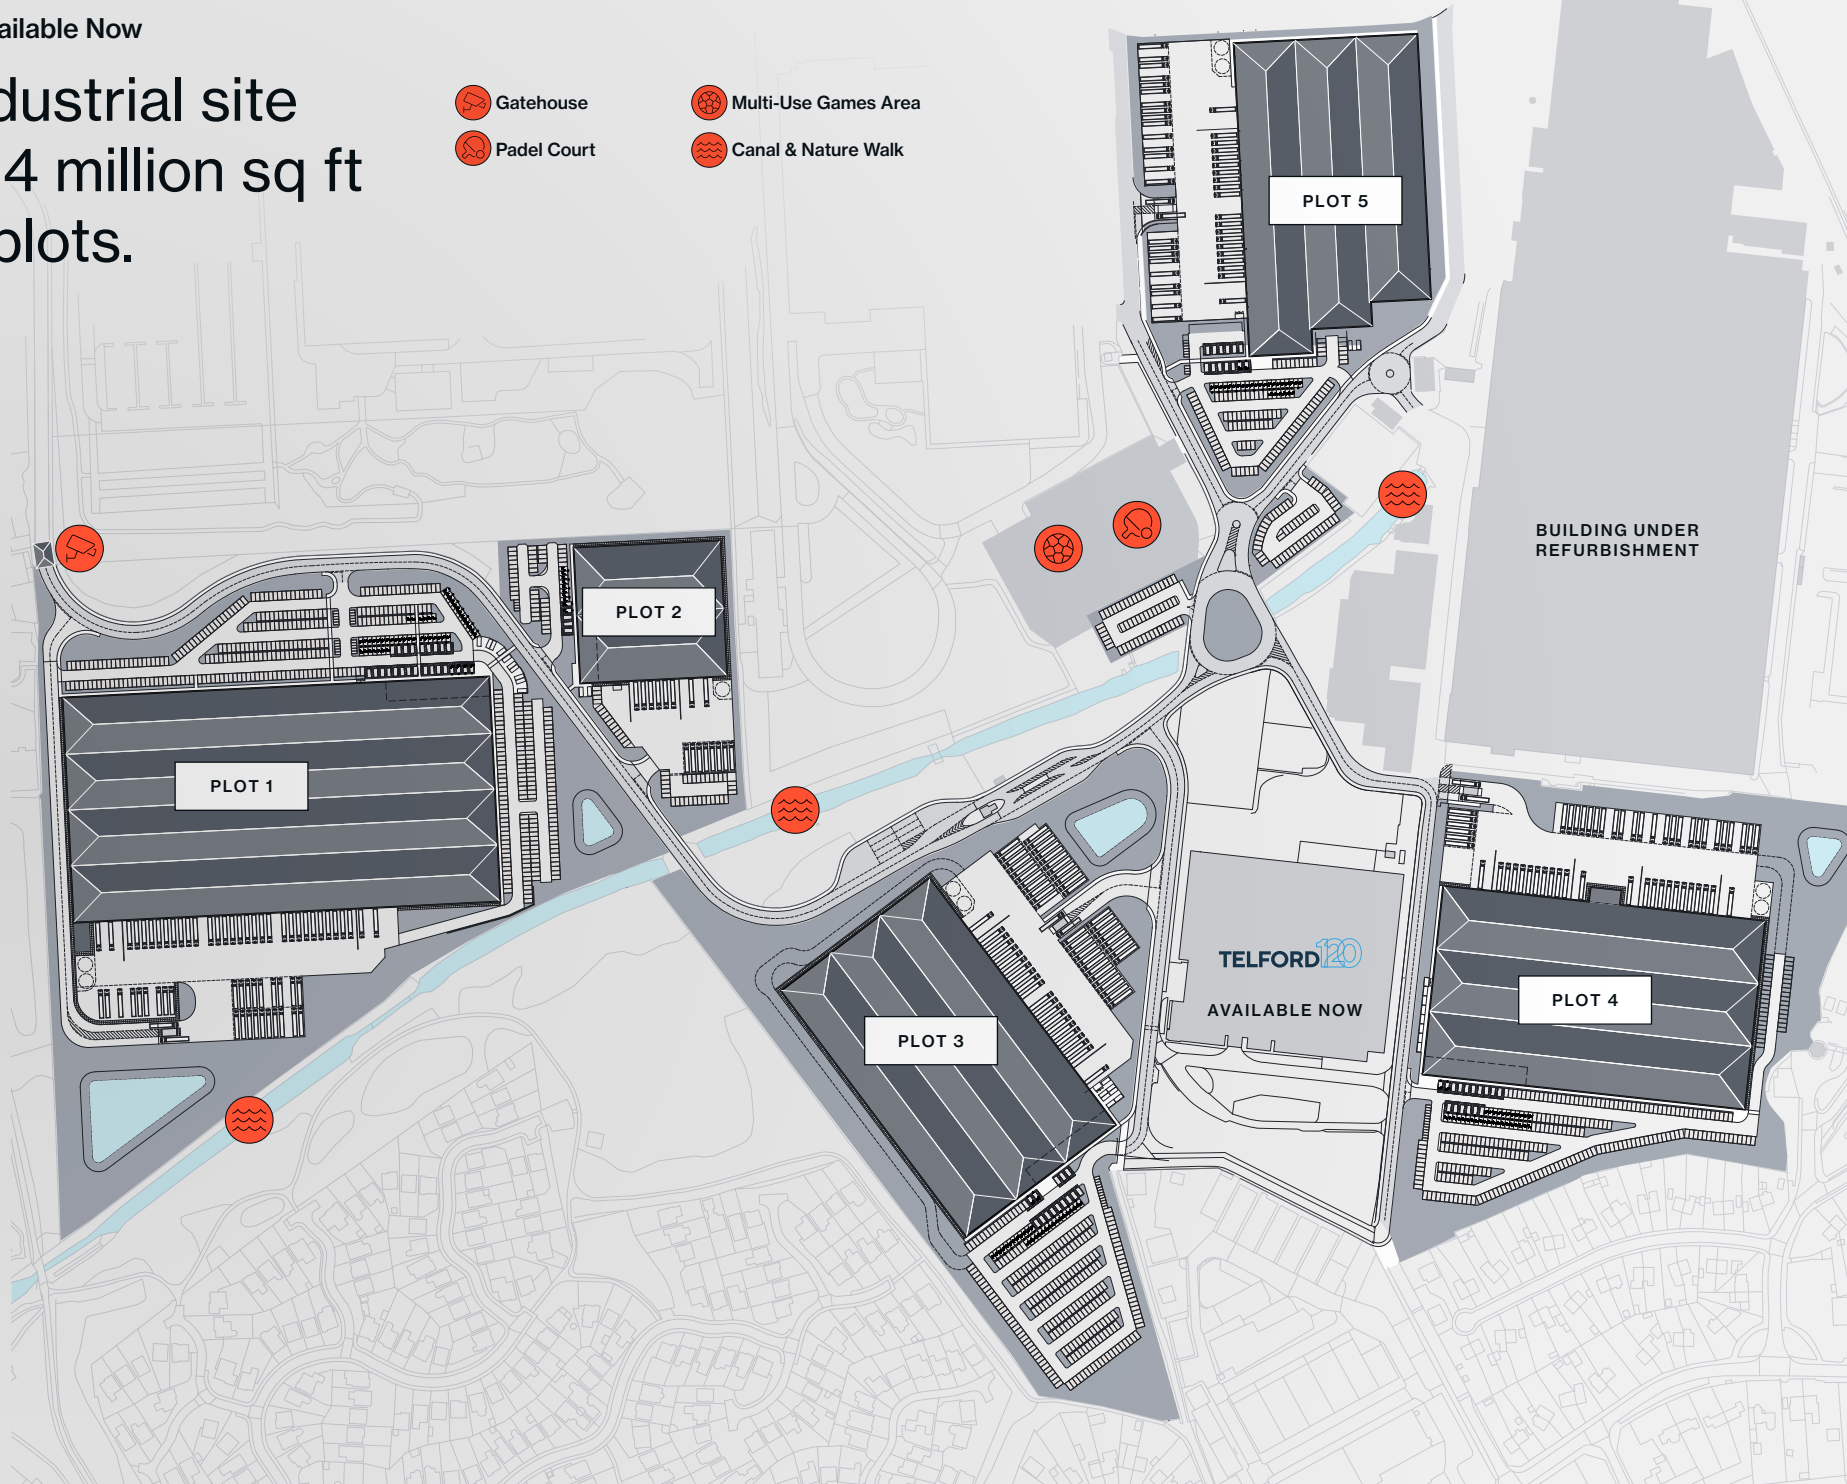 ailable Now
dustrial site
4 million sq ft
plots.
Gatehouse
Multi-Use Games Area
Padel Court
Canal & Nature Walk
PLOT 5
BUILDING UNDER
REFURBISHMENT
PLOT 2
PLOT 1
TELFORD120
AVAILABLE NOW
PLOT 4
PLOT 3